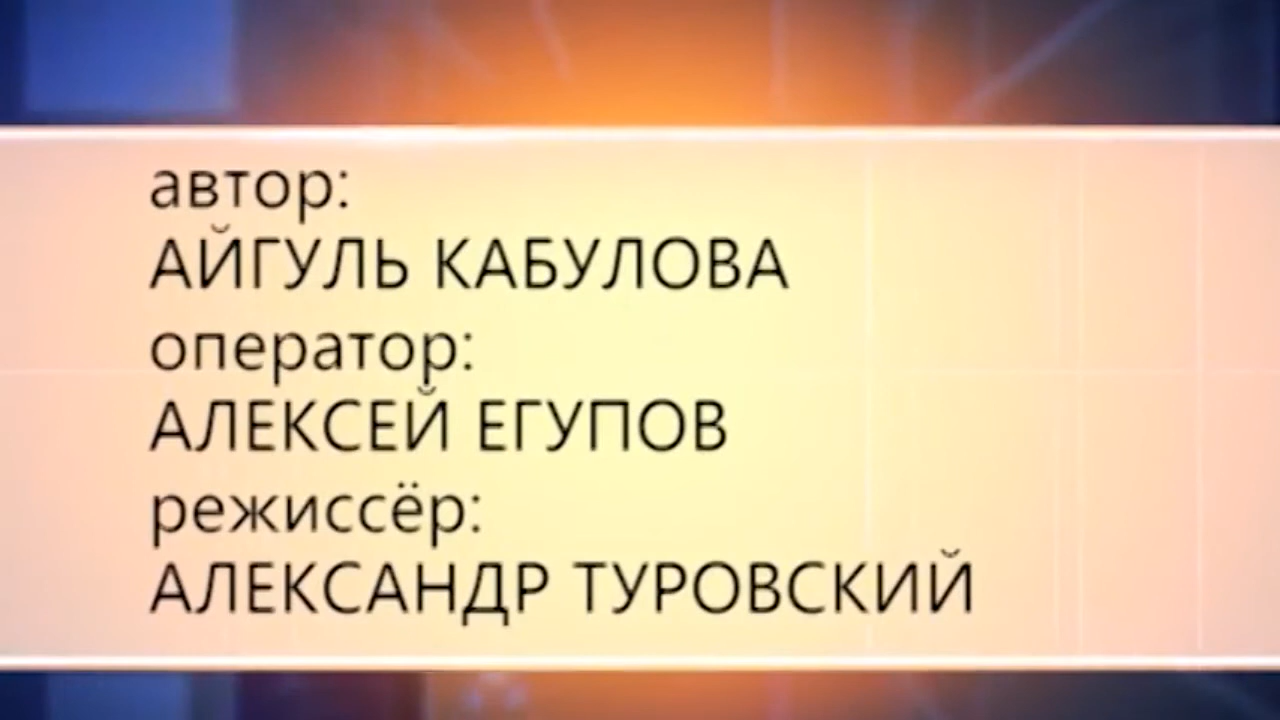 автор:
АЙГУЛЬ КАБУЛОВА
оператор:
АЛЕКСЕЙ ЕГУПОВ
режиссёр:
АЛЕКСАНДР ТУРОВСКИЙ